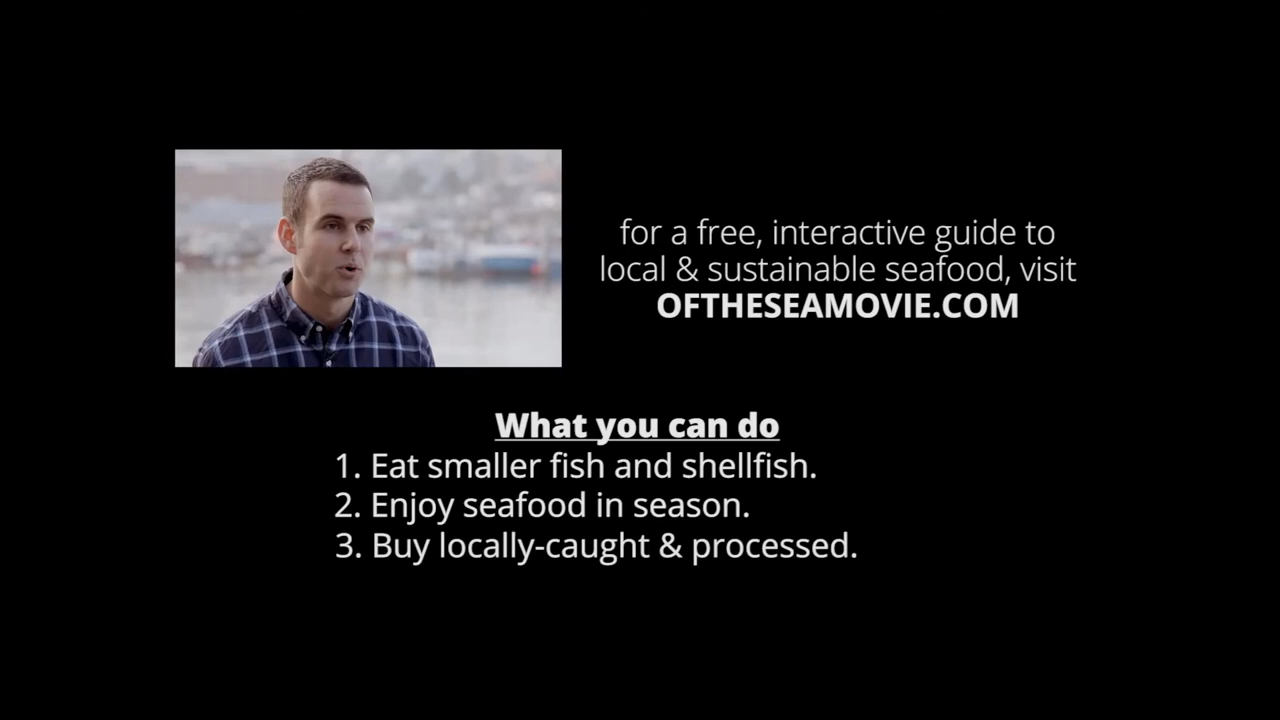 for a free, interactive guide to
local & sustainable seafood, visit
OFTHESEAMOVIE.COM
What you can do
1. Eat smaller fish and shellfish.
2. Enjoy seafood in season.
3. Buy locally-caught & processed.